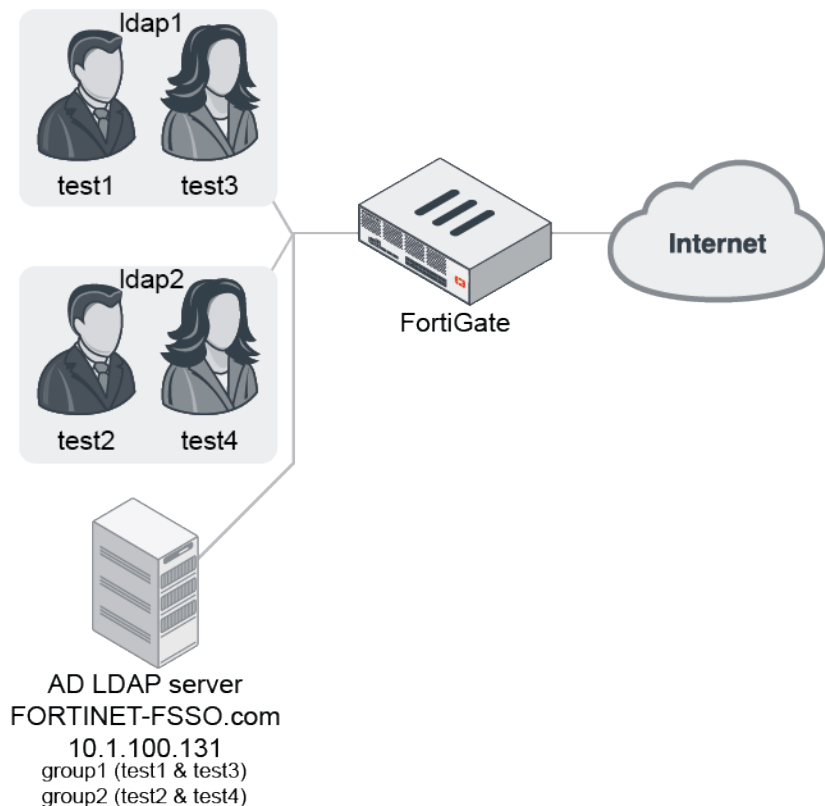 ldap1
test1 test3
ldap2
test2 test4
FortiGate
Internet
AD LDAP server
FORTINET-FSSO.com
10.1.100.131
group1 (test1 & test3)
group2 (test2 & test4)